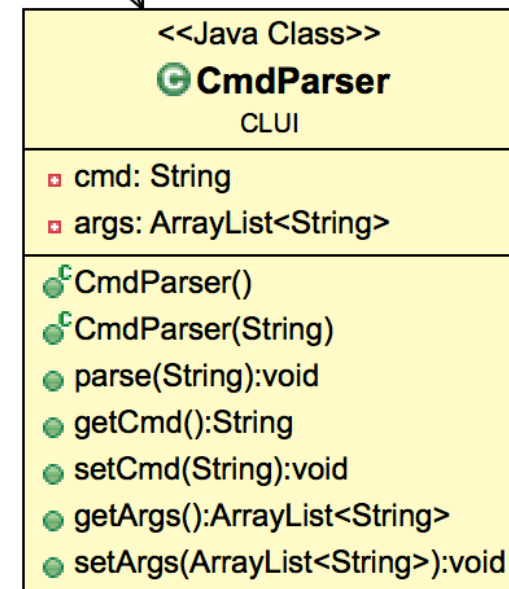 <<Java Class>>
C CmdParser
CLUI
cmd: String
args: ArrayList<String>
C CmdParser()
C CmdParser(String)
parse(String):void
getCmd():String
setCmd(String):void
getArgs():ArrayList<String>
setArgs(ArrayList<String>):void